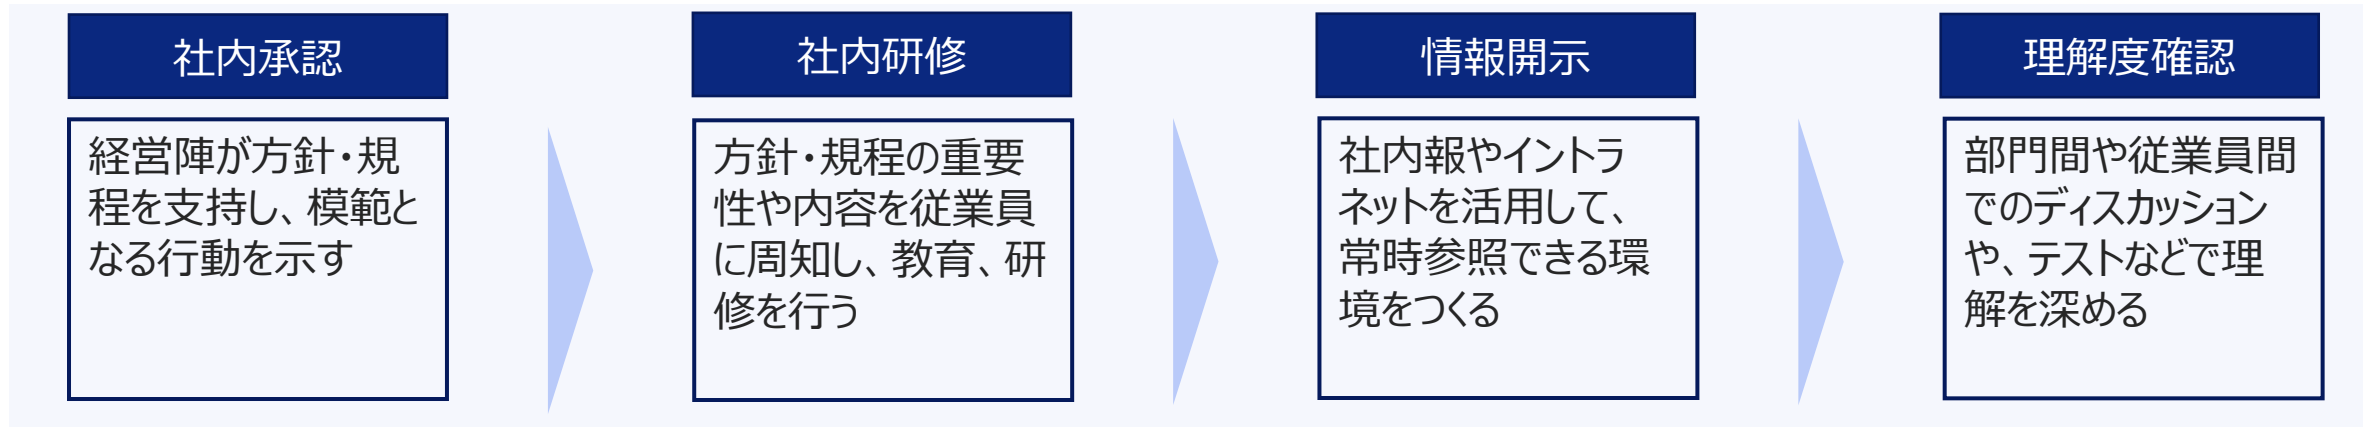 社内承認
経営陣が方針・規
程を支持し、模範と
なる行動を示す
社内研修
方針・規程の重要
性や内容を従業員
に周知し、教育、研
修を行う
情報開示
社内報やイントラ
ネットを活用して、
常時参照できる環
境をつくる
理解度確認
部門間や従業員間
でのディスカッション
や、テストなどで理
解を深める